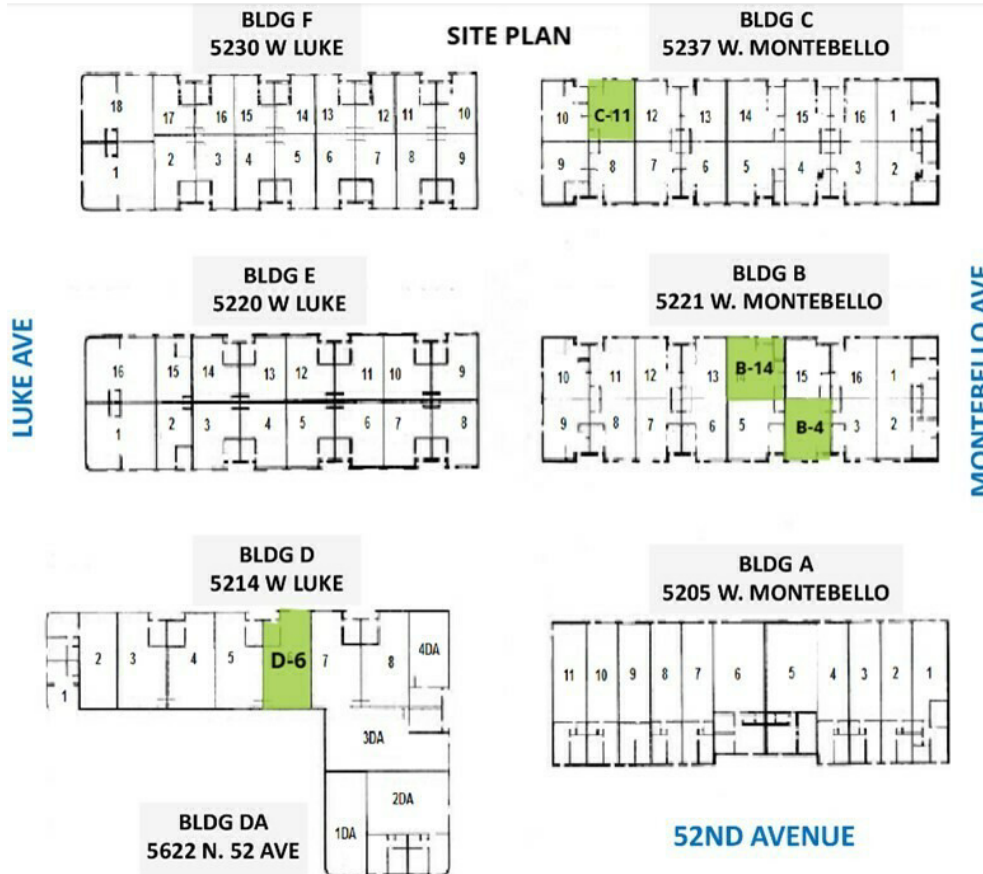 BLDG F
5230 W LUKE
SITE PLAN
BLDG C
5237 W. MONTEBELLO
18 17 16 15 14 13 12 11 10
1 2 3 4 5 6 7 8 9
10 C-11 12 13 14 15 16 1
9 8 7 6 5 4 3 2
BLDG E
5220 W LUKE
BLDG B
5221 W. MONTEBELLO
LUKE AVE
MONTEBELLO AVE
16 15 14 13 12 11 10 9
1 2 3 4 5 6 7 8
10 11 12 13 B-14 15 16 1
9 8 7 6 5 B-4 3 2
BLDG D
5214 W LUKE
BLDG A
5205 W. MONTEBELLO
1 2 3 4 5 D-6 7 8 4DA
3DA
2DA
1DA
11 10 9 8 7 6 5 4 3 2 1
BLDG DA
5622 N. 52 AVE
52ND AVENUE